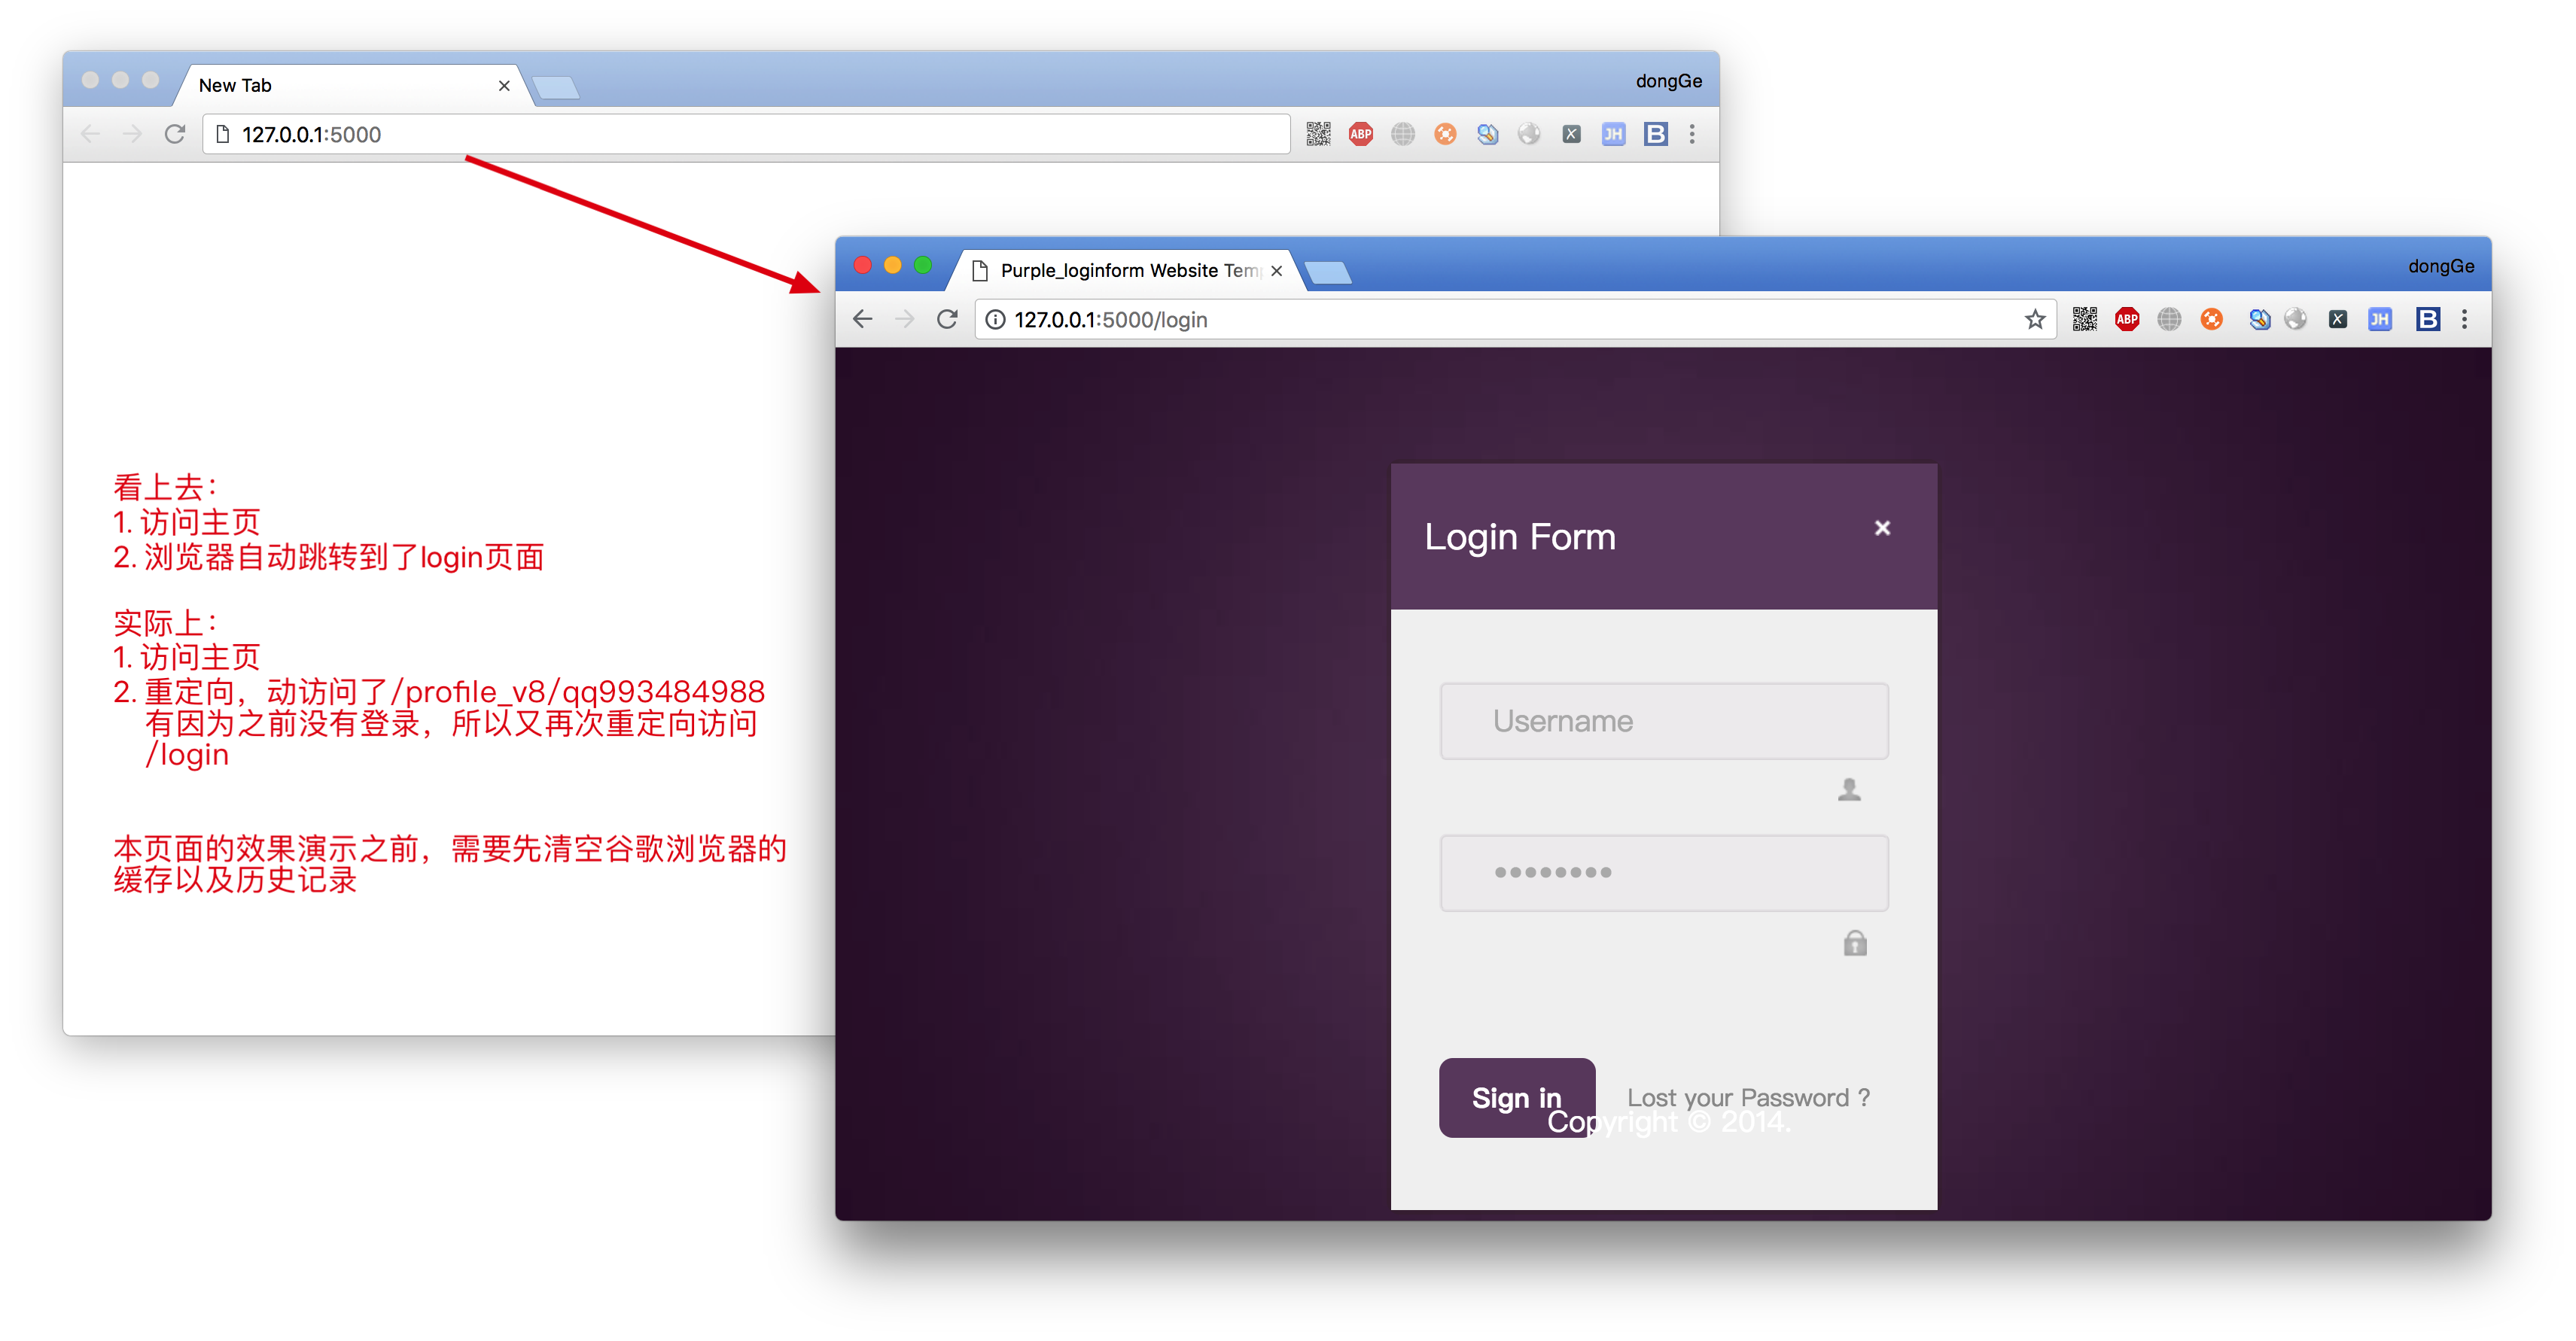 New Tab
dongGe
127.0.0.1:5000
ABP
X
JH
B
Purple_loginform Website Tem
dongGe
127.0.0.1:5000/login
ABP
X
JH
B
看上去：
1. 访问主页
2. 浏览器自动跳转到了login页面
实际上：
1. 访问主页
2. 重定向，动访问了/profile_v8/qq993484988
有因为之前没有登录，所以又再次重定向访问
/login
本页面的效果演示之前，需要先清空谷歌浏览器的
缓存以及历史记录
Login Form
Username
Sign in
Lost your Password ?
Copyright © 2014.